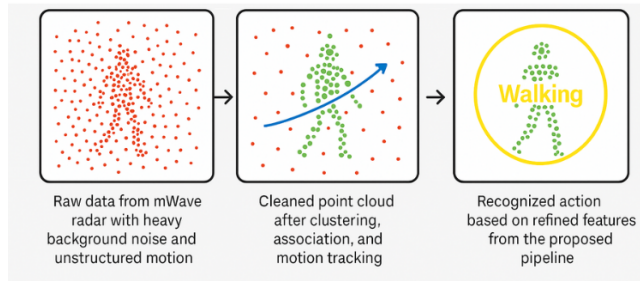 Walking
Raw data from mWave
radar with heavy
background noise and
unstructured motion
Cleaned point cloud
after clustering,
association, and
motion tracking
Recognized action
based on refined features
from the proposed
pipeline